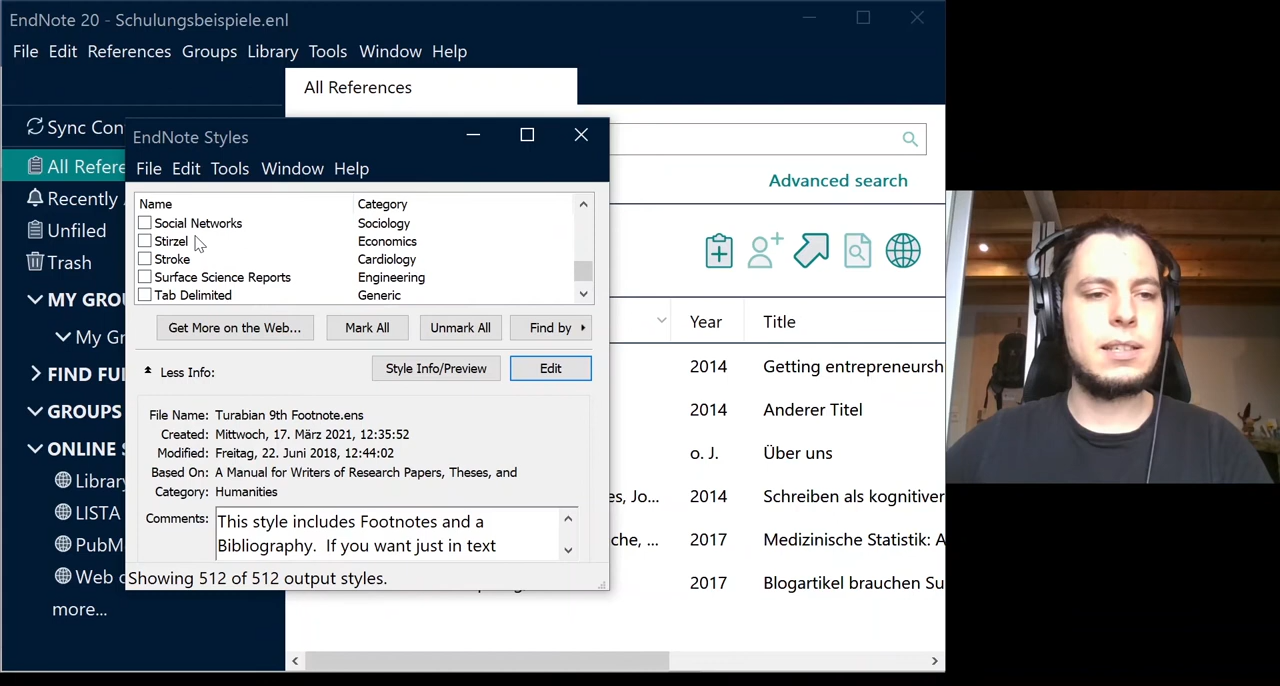 EndNote 20 - Schulungsbeispiele.enl
File Edit References Groups Library Tools Window Help
All References
Sync Con
All Refere
Recently
Unfiled
Trash
MY GROU
My Gr
FIND FUL
GROUPS
ONLINE S
Library
LISTA
PubM
Web o
more...
EndNote Styles
File Edit Tools Window Help
Name Category
Social Networks Sociology
Stirzel Economics
Stroke Cardiology
Surface Science Reports Engineering
Tab Delimited Generic
Get More on the Web... Mark All Unmark All Find by
Less Info: Style Info/Preview Edit
File Name: Turabian 9th Footnote.ens
Created: Mittwoch, 17. März 2021, 12:35:52
Modified: Freitag, 22. Juni 2018, 12:44:02
Based On: A Manual for Writers of Research Papers, Theses, and
Category: Humanities
Comments: This style includes Footnotes and a
Bibliography. If you want just in text
Showing 512 of 512 output styles.
Advanced search
Year Title
2014 Getting entrepreneursh
2014 Anderer Titel
o. J. Über uns
es, Jo... 2014 Schreiben als kognitiver
che, ... 2017 Medizinische Statistik: A
2017 Blogartikel brauchen Su